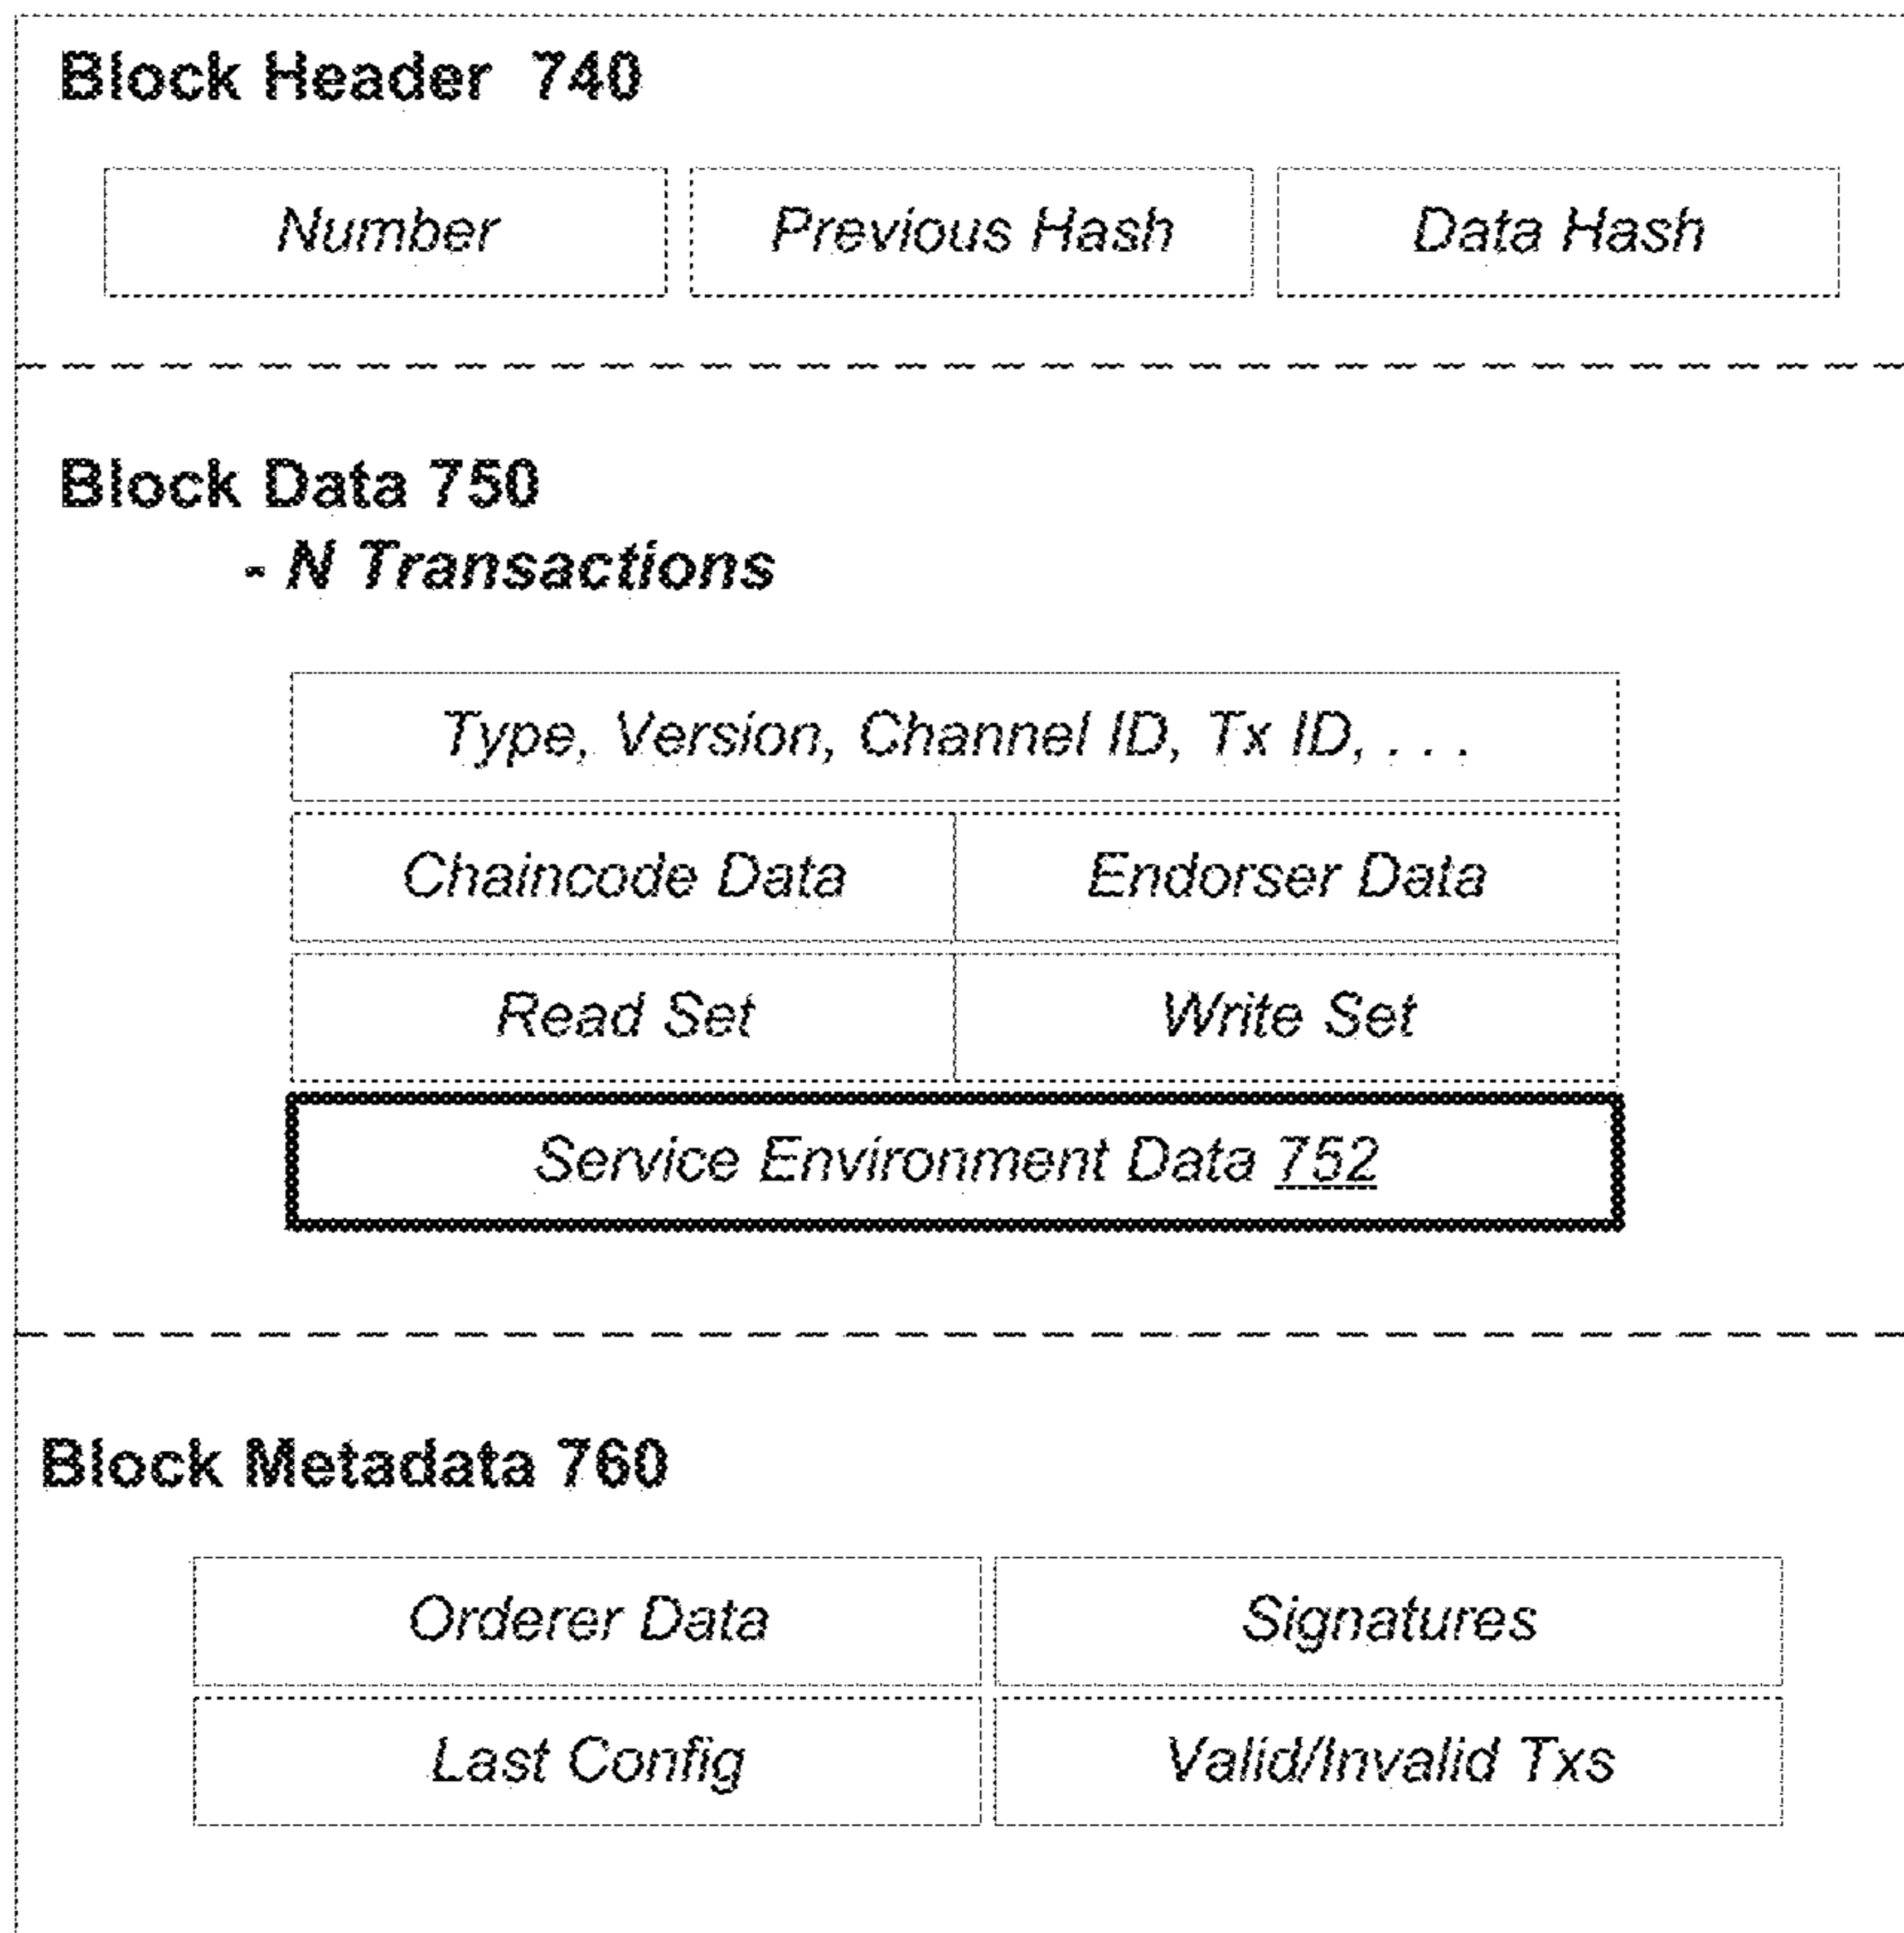 Block Header 740
Number Previous Hash Data Hash
Block Data 750
- N Transactions
Type, Version, Channel ID, Tx ID, . . .
Chaincode Data Endorser Data
Read Set Write Set
Service Environment Data 752
Block Metadata 760
Orderer Data Signatures
Last Config Valid/Invalid Txs